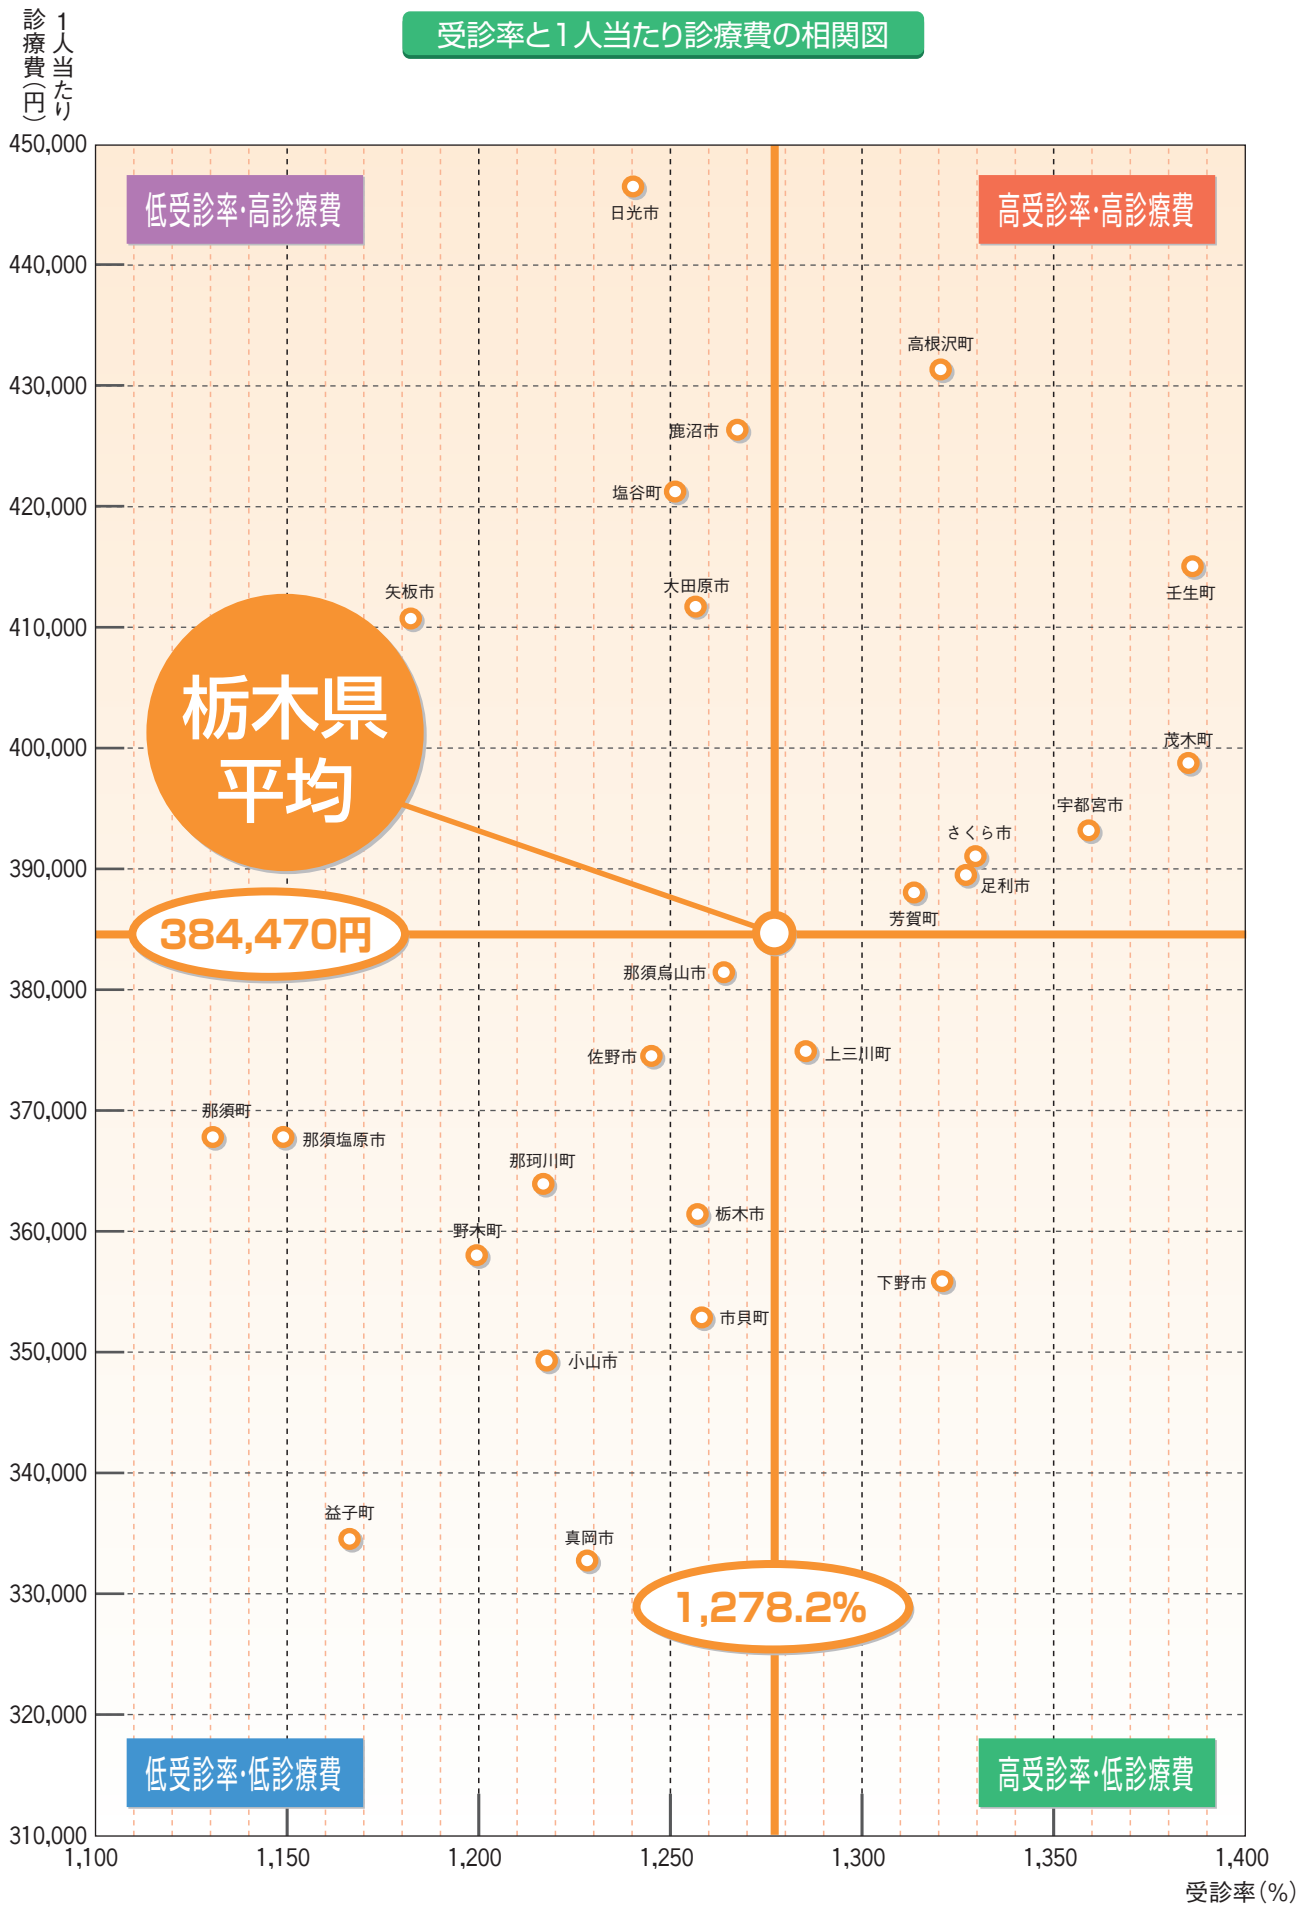 受診率と1人当たり診療費の相関図
1人当たり
診療費(円)
450,000
低受診率・高診療費
高受診率・高診療費
日光市
440,000
高根沢町
430,000
鹿沼市
塩谷町
420,000
壬生町
大田原市
矢板市
410,000
栃木県
平均
400,000
茂木町
宇都宮市
さくら市
390,000
足利市
芳賀町
384,470円
那須烏山市
380,000
佐野市
上三川町
370,000
那須町
那須塩原市
那珂川町
栃木市
360,000
野木町
下野市
市貝町
350,000
小山市
340,000
益子町
真岡市
330,000
1,278.2%
320,000
低受診率・低診療費
高受診率・低診療費
310,000
1,100
1,150
1,200
1,250
1,300
1,350
1,400
受診率(%)